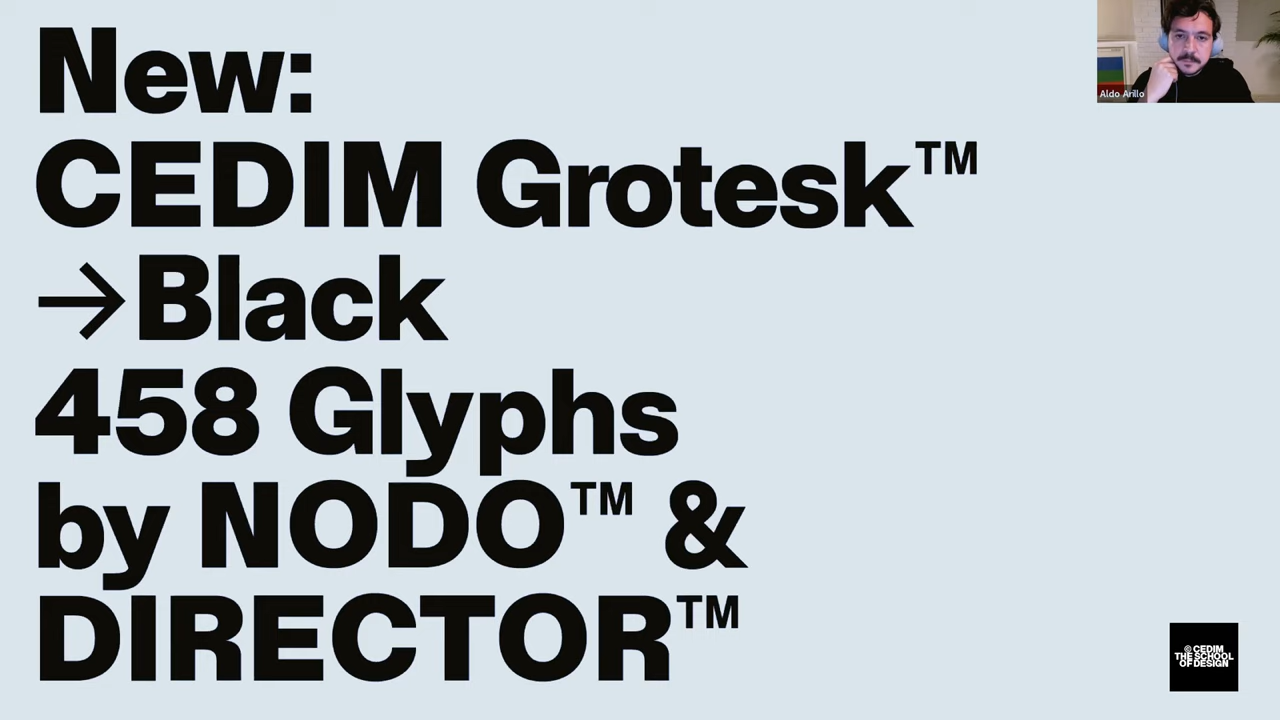 New:
CEDIM Grotesk™
→Black
458 Glyphs
by NODO™ &
DIRECTOR™
Aldo Arillo
@CEDIM
THE SCHOOL
OF DESIGN